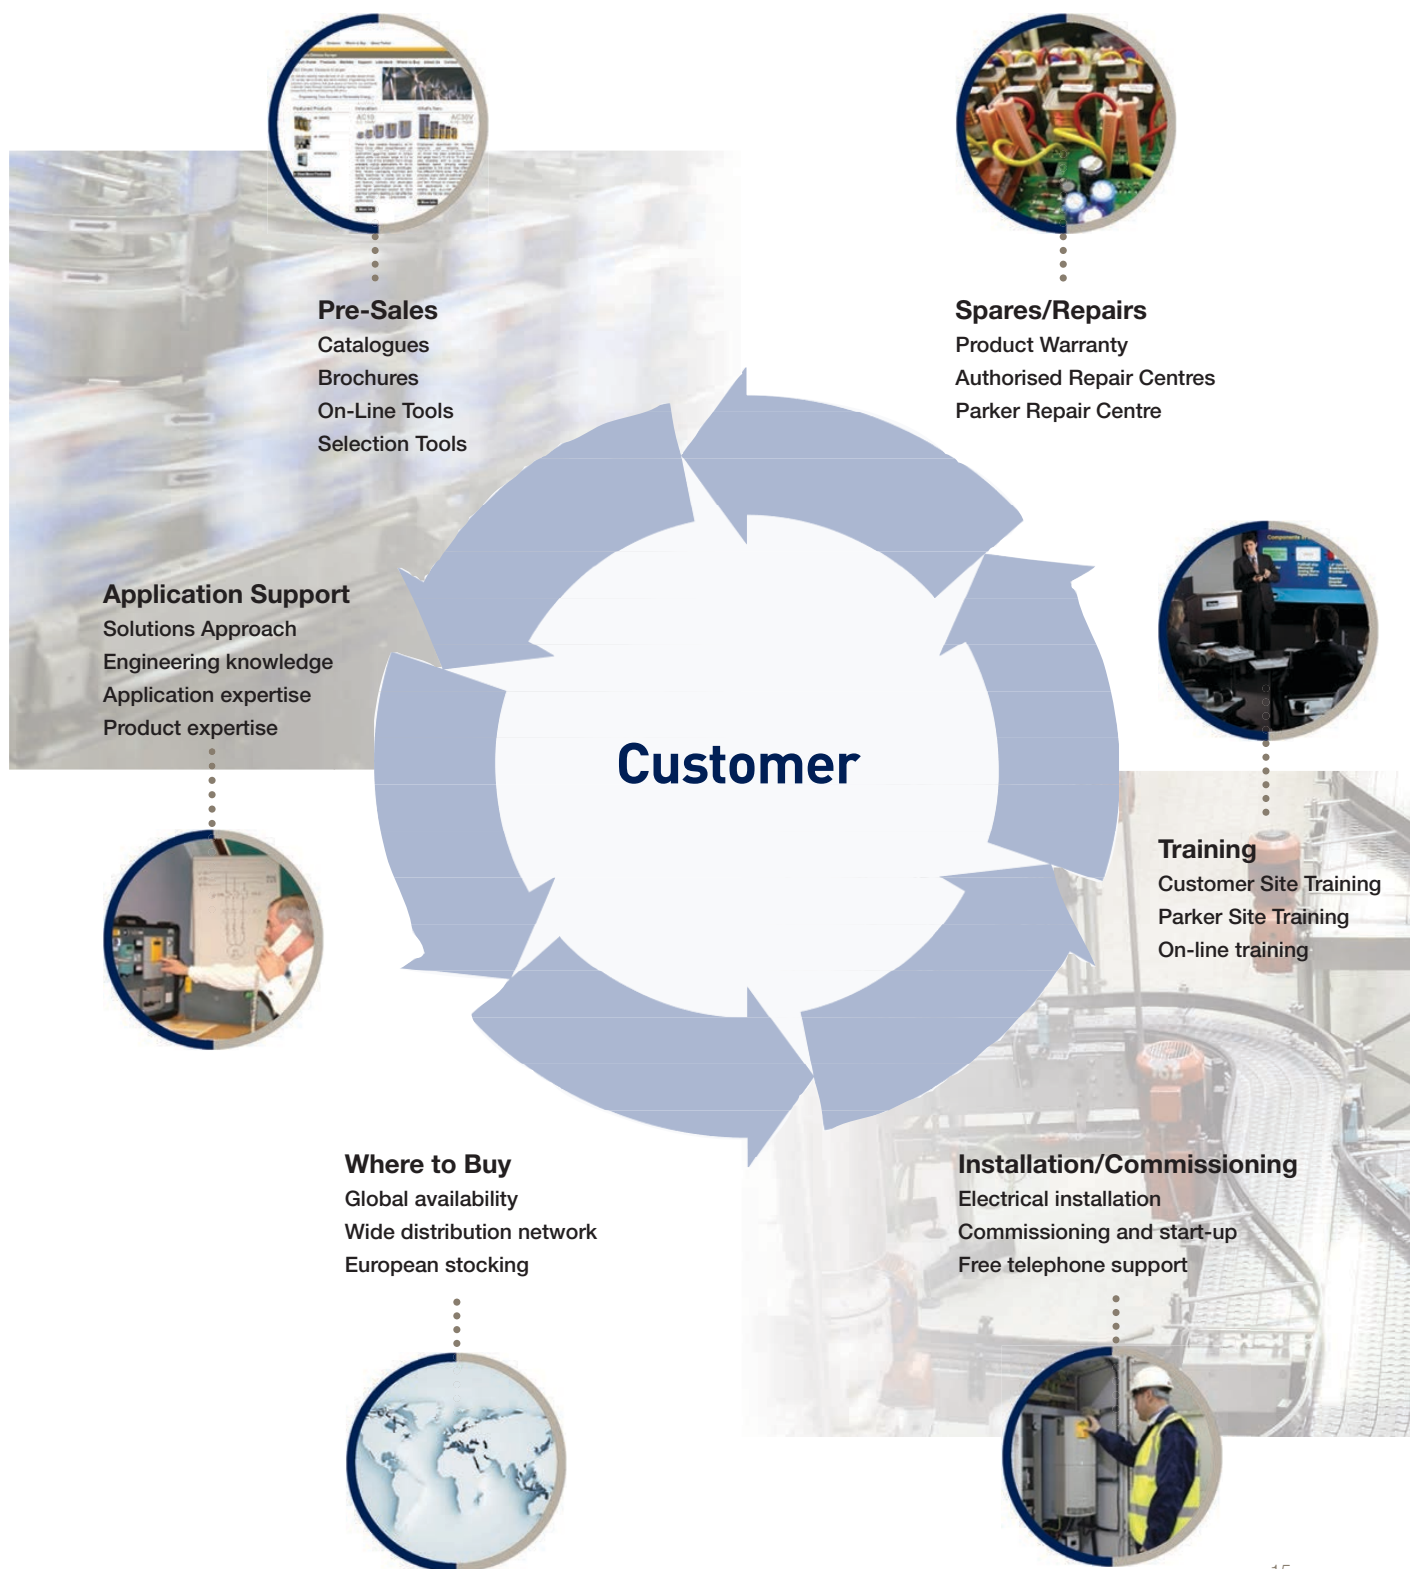 Pre-Sales
Catalogues
Brochures
On-Line Tools
Selection Tools
Spares/Repairs
Product Warranty
Authorised Repair Centres
Parker Repair Centre
Application Support
Solutions Approach
Engineering knowledge
Application expertise
Product expertise
Customer
Training
Customer Site Training
Parker Site Training
On-line training
Where to Buy
Global availability
Wide distribution network
European stocking
Installation/Commissioning
Electrical installation
Commissioning and start-up
Free telephone support